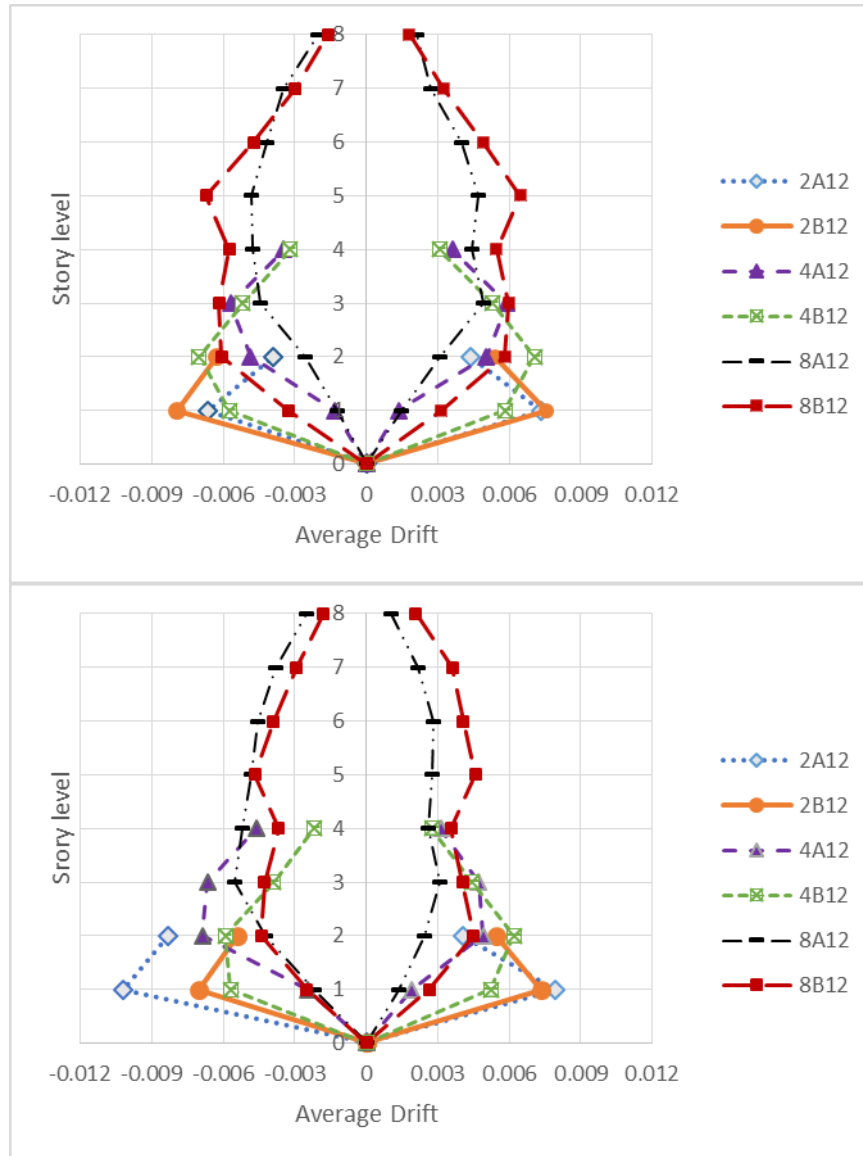 8
7
6
5
4
3
2
1
0
-0.012 -0.009 -0.006 -0.003 0 0.003 0.006 0.009 0.012
Story level
Average Drift
2A12
2B12
4A12
4B12
8A12
8B12
8
7
6
5
4
3
2
1
0
-0.012 -0.009 -0.006 -0.003 0 0.003 0.006 0.009 0.012
Srory level
Average Drift
2A12
2B12
4A12
4B12
8A12
8B12